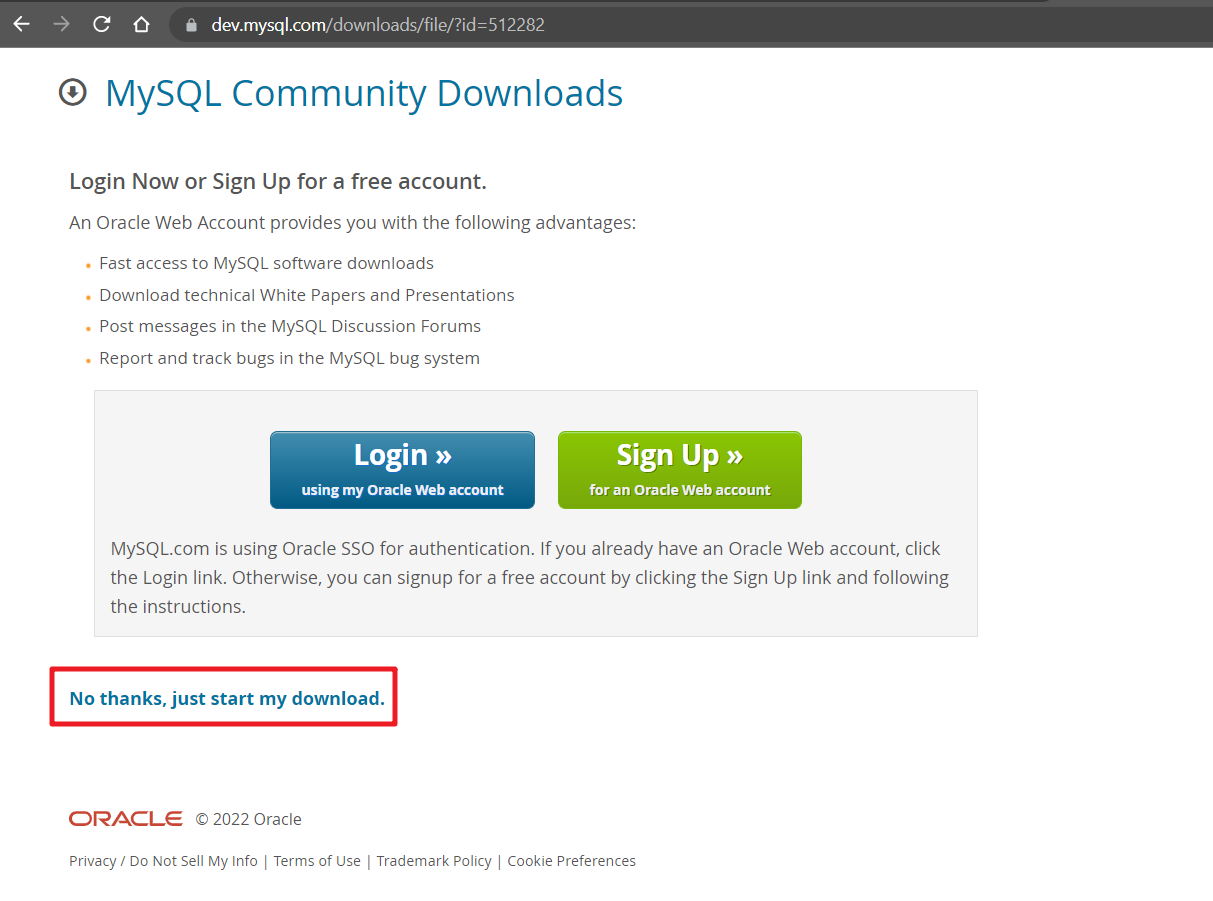 dev.mysql.com/downloads/file/?id=512282
MySQL Community Downloads
Login Now or Sign Up for a free account.
An Oracle Web Account provides you with the following advantages:
Fast access to MySQL software downloads
Download technical White Papers and Presentations
Post messages in the MySQL Discussion Forums
Report and track bugs in the MySQL bug system
Login »
using my Oracle Web account
Sign Up »
for an Oracle Web account
MySQL.com is using Oracle SSO for authentication. If you already have an Oracle Web account, click
the Login link. Otherwise, you can signup for a free account by clicking the Sign Up link and following
the instructions.
No thanks, just start my download.
ORACLE © 2022 Oracle
Privacy / Do Not Sell My Info | Terms of Use | Trademark Policy | Cookie Preferences